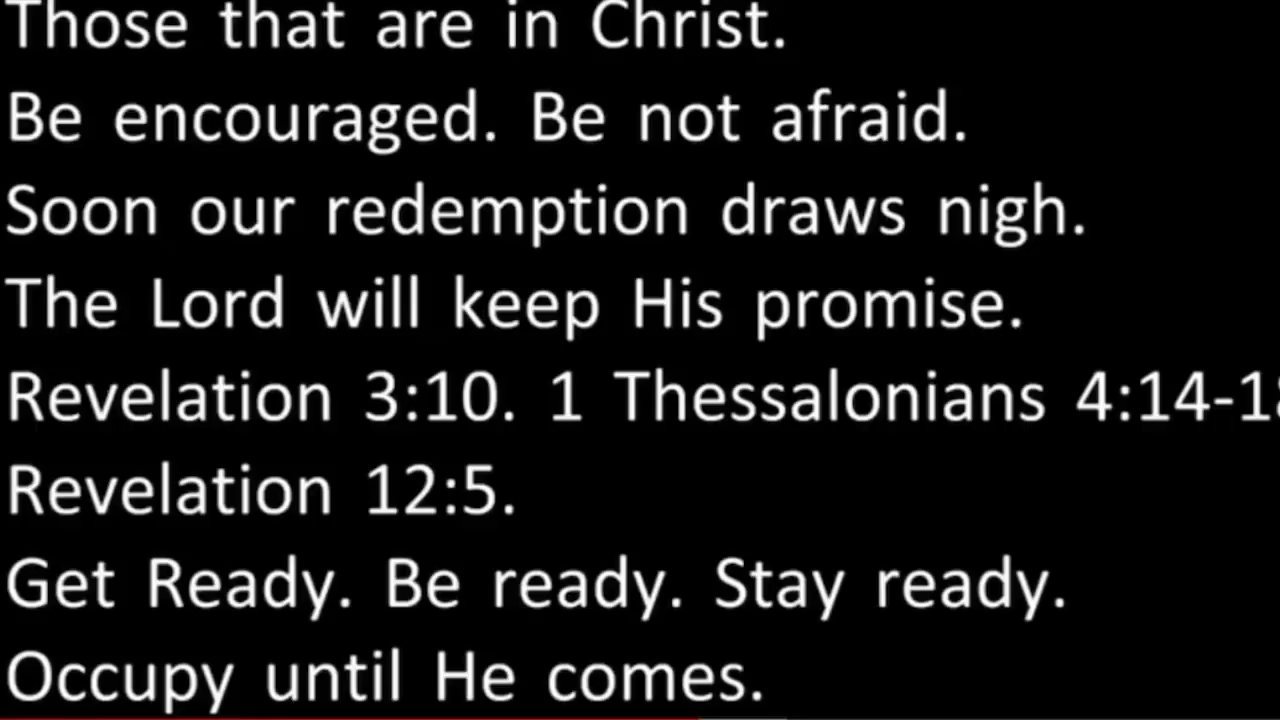 Those that are in Christ.
Be encouraged. Be not afraid.
Soon our redemption draws nigh.
The Lord will keep His promise.
Revelation 3:10. 1 Thessalonians 4:14-18
Revelation 12:5.
Get Ready. Be ready. Stay ready.
Occupy until He comes.